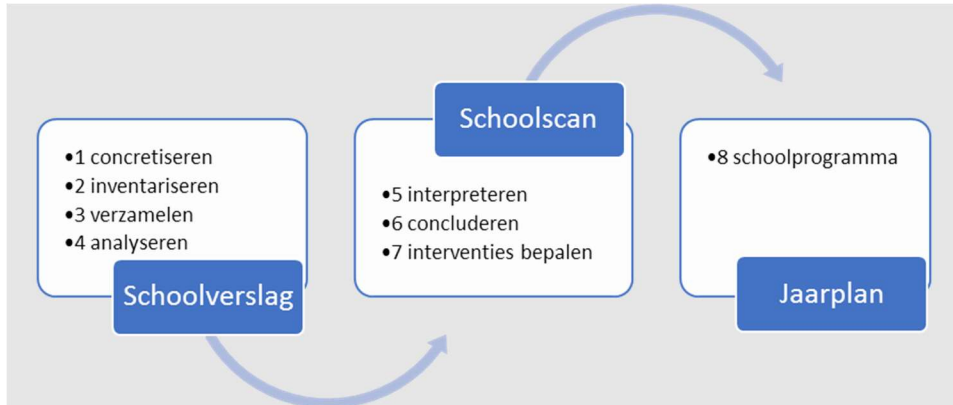 •1 concretiseren
•2 inventariseren
•3 verzamelen
•4 analyseren
Schoolverslag
Schoolscan
•5 interpreteren
•6 concluderen
•7 interventies bepalen
•8 schoolprogramma
Jaarplan